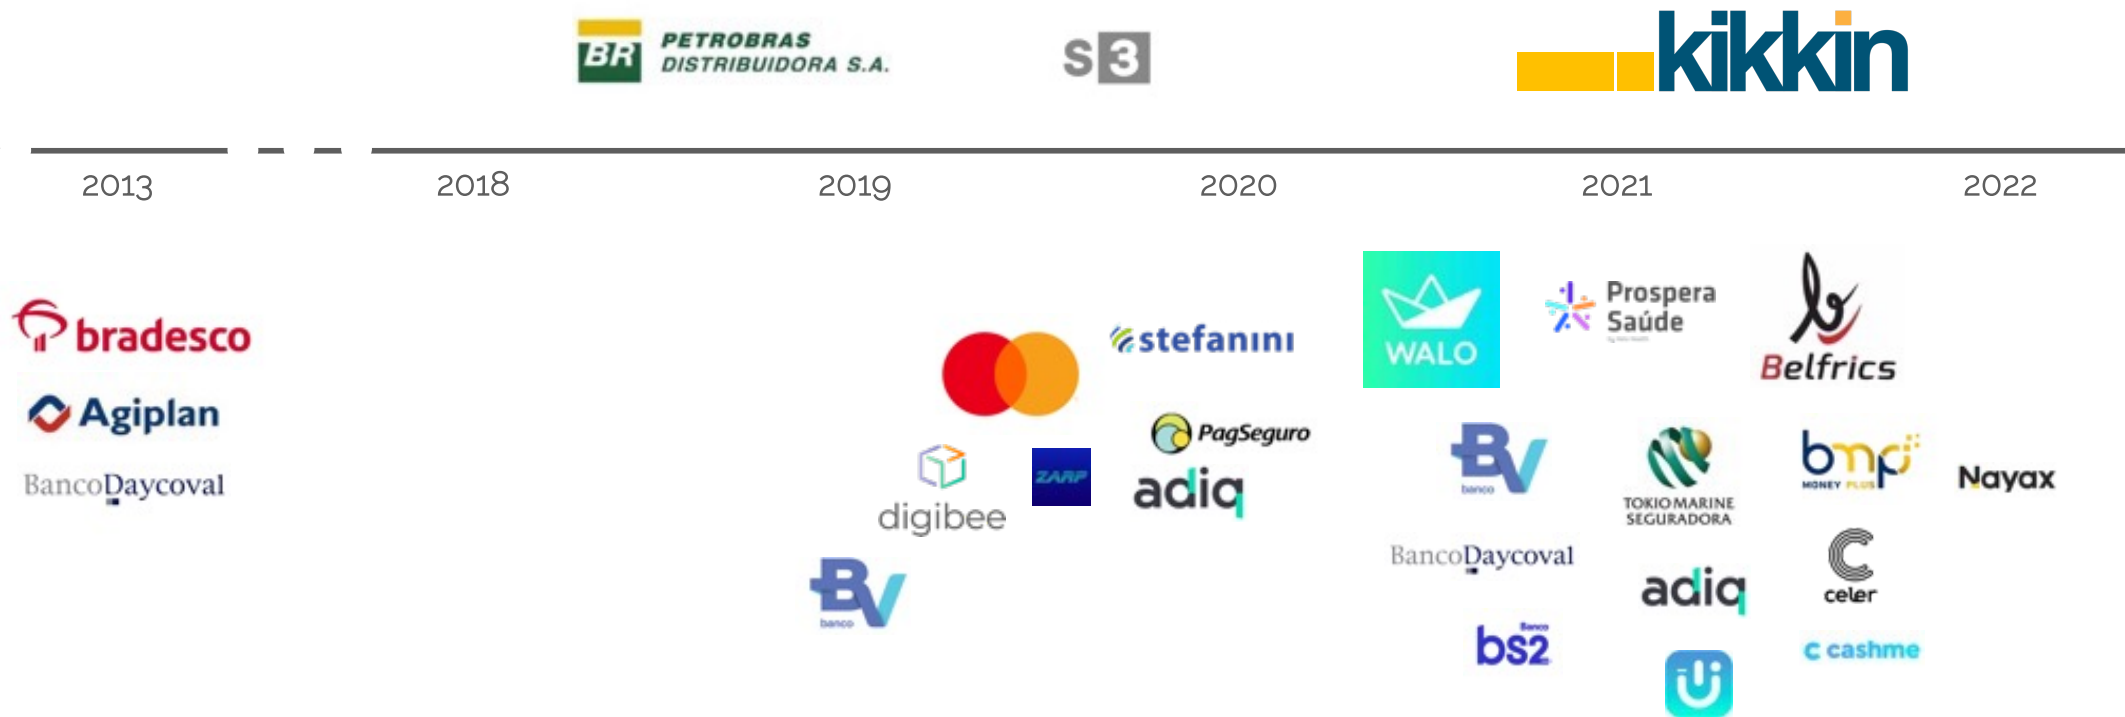 BR PETROBRAS
DISTRIBUIDORA S.A.
S3
kikkin
2013
2018
2019
2020
2021
2022
bradesco
Agiplan
BancoDaycoval
digibee
ZARP
BV
banco
stefanini
PagSeguro
adiq
WALO
Prospera
Saúde
Belfrics
BV
banco
TOKIO MARINE
SEGURADORA
bmp
MONEY PLUS
Nayax
BancoDaycoval
adiq
celer
Banco
bs2
cashme